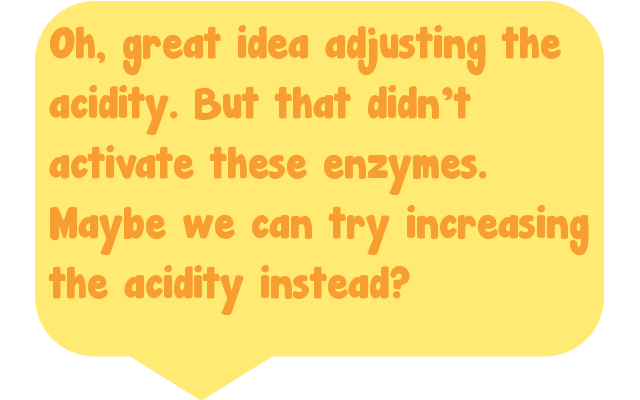 Oh, great idea adjusting the
acidity. But that didn't
activate these enzymes.
Maybe we can try increasing
the acidity instead?